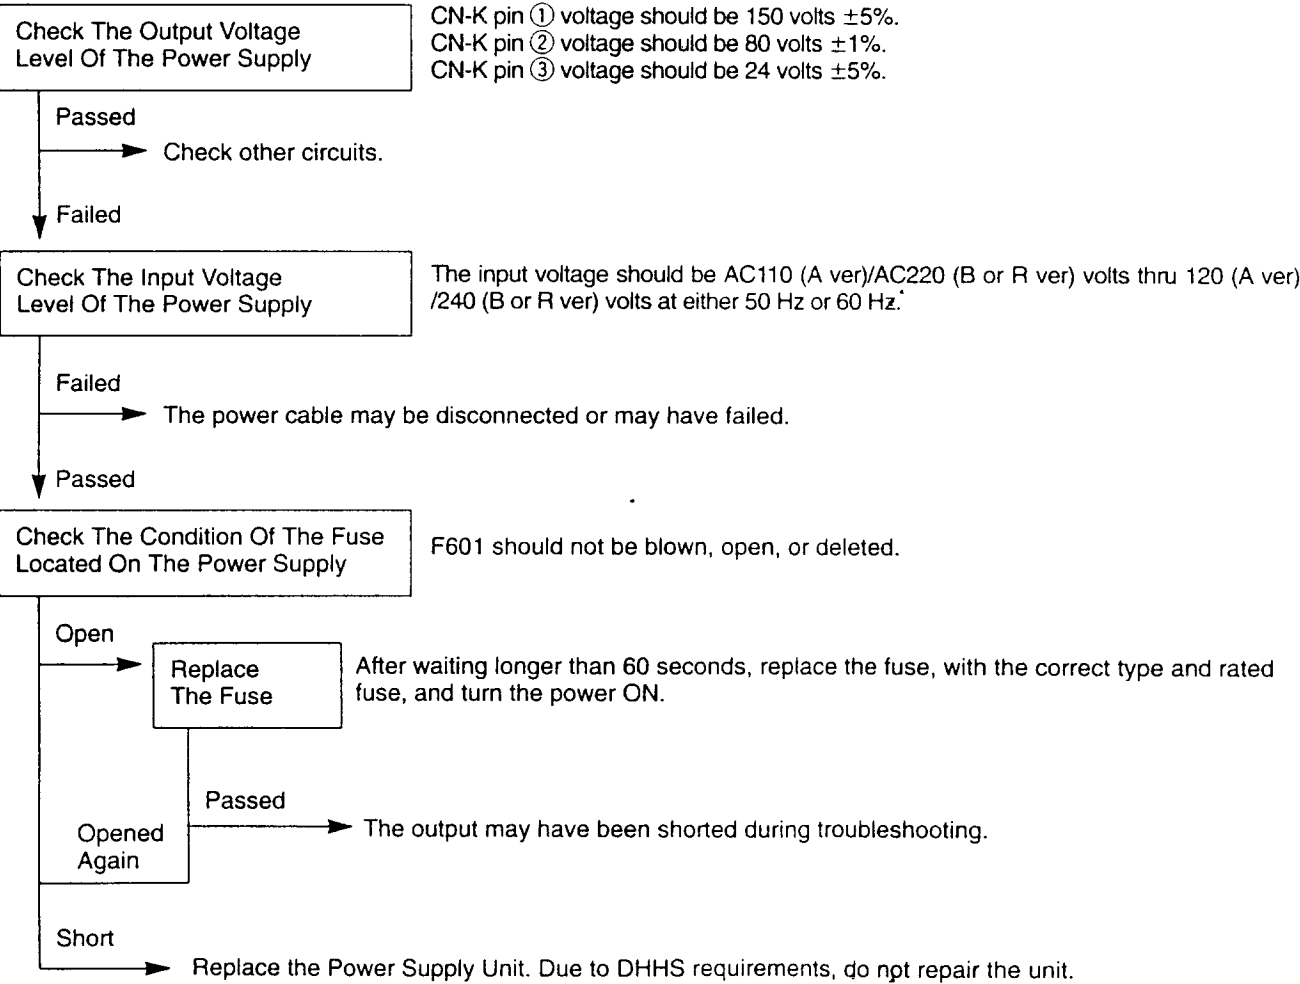 Check The Output Voltage
Level Of The Power Supply
CN-K pin ① voltage should be 150 volts ±5%.
CN-K pin ② voltage should be 80 volts ±1%.
CN-K pin ③ voltage should be 24 volts ±5%.
Passed
Check other circuits.
Failed
Check The Input Voltage
Level Of The Power Supply
The input voltage should be AC110 (A ver)/AC220 (B or R ver) volts thru 120 (A ver)
/240 (B or R ver) volts at either 50 Hz or 60 Hz.
Failed
The power cable may be disconnected or may have failed.
Passed
Check The Condition Of The Fuse
Located On The Power Supply
F601 should not be blown, open, or deleted.
Open
Replace
The Fuse
After waiting longer than 60 seconds, replace the fuse, with the correct type and rated
fuse, and turn the power ON.
Passed
The output may have been shorted during troubleshooting.
Opened
Again
Short
Replace the Power Supply Unit. Due to DHHS requirements, do not repair the unit.